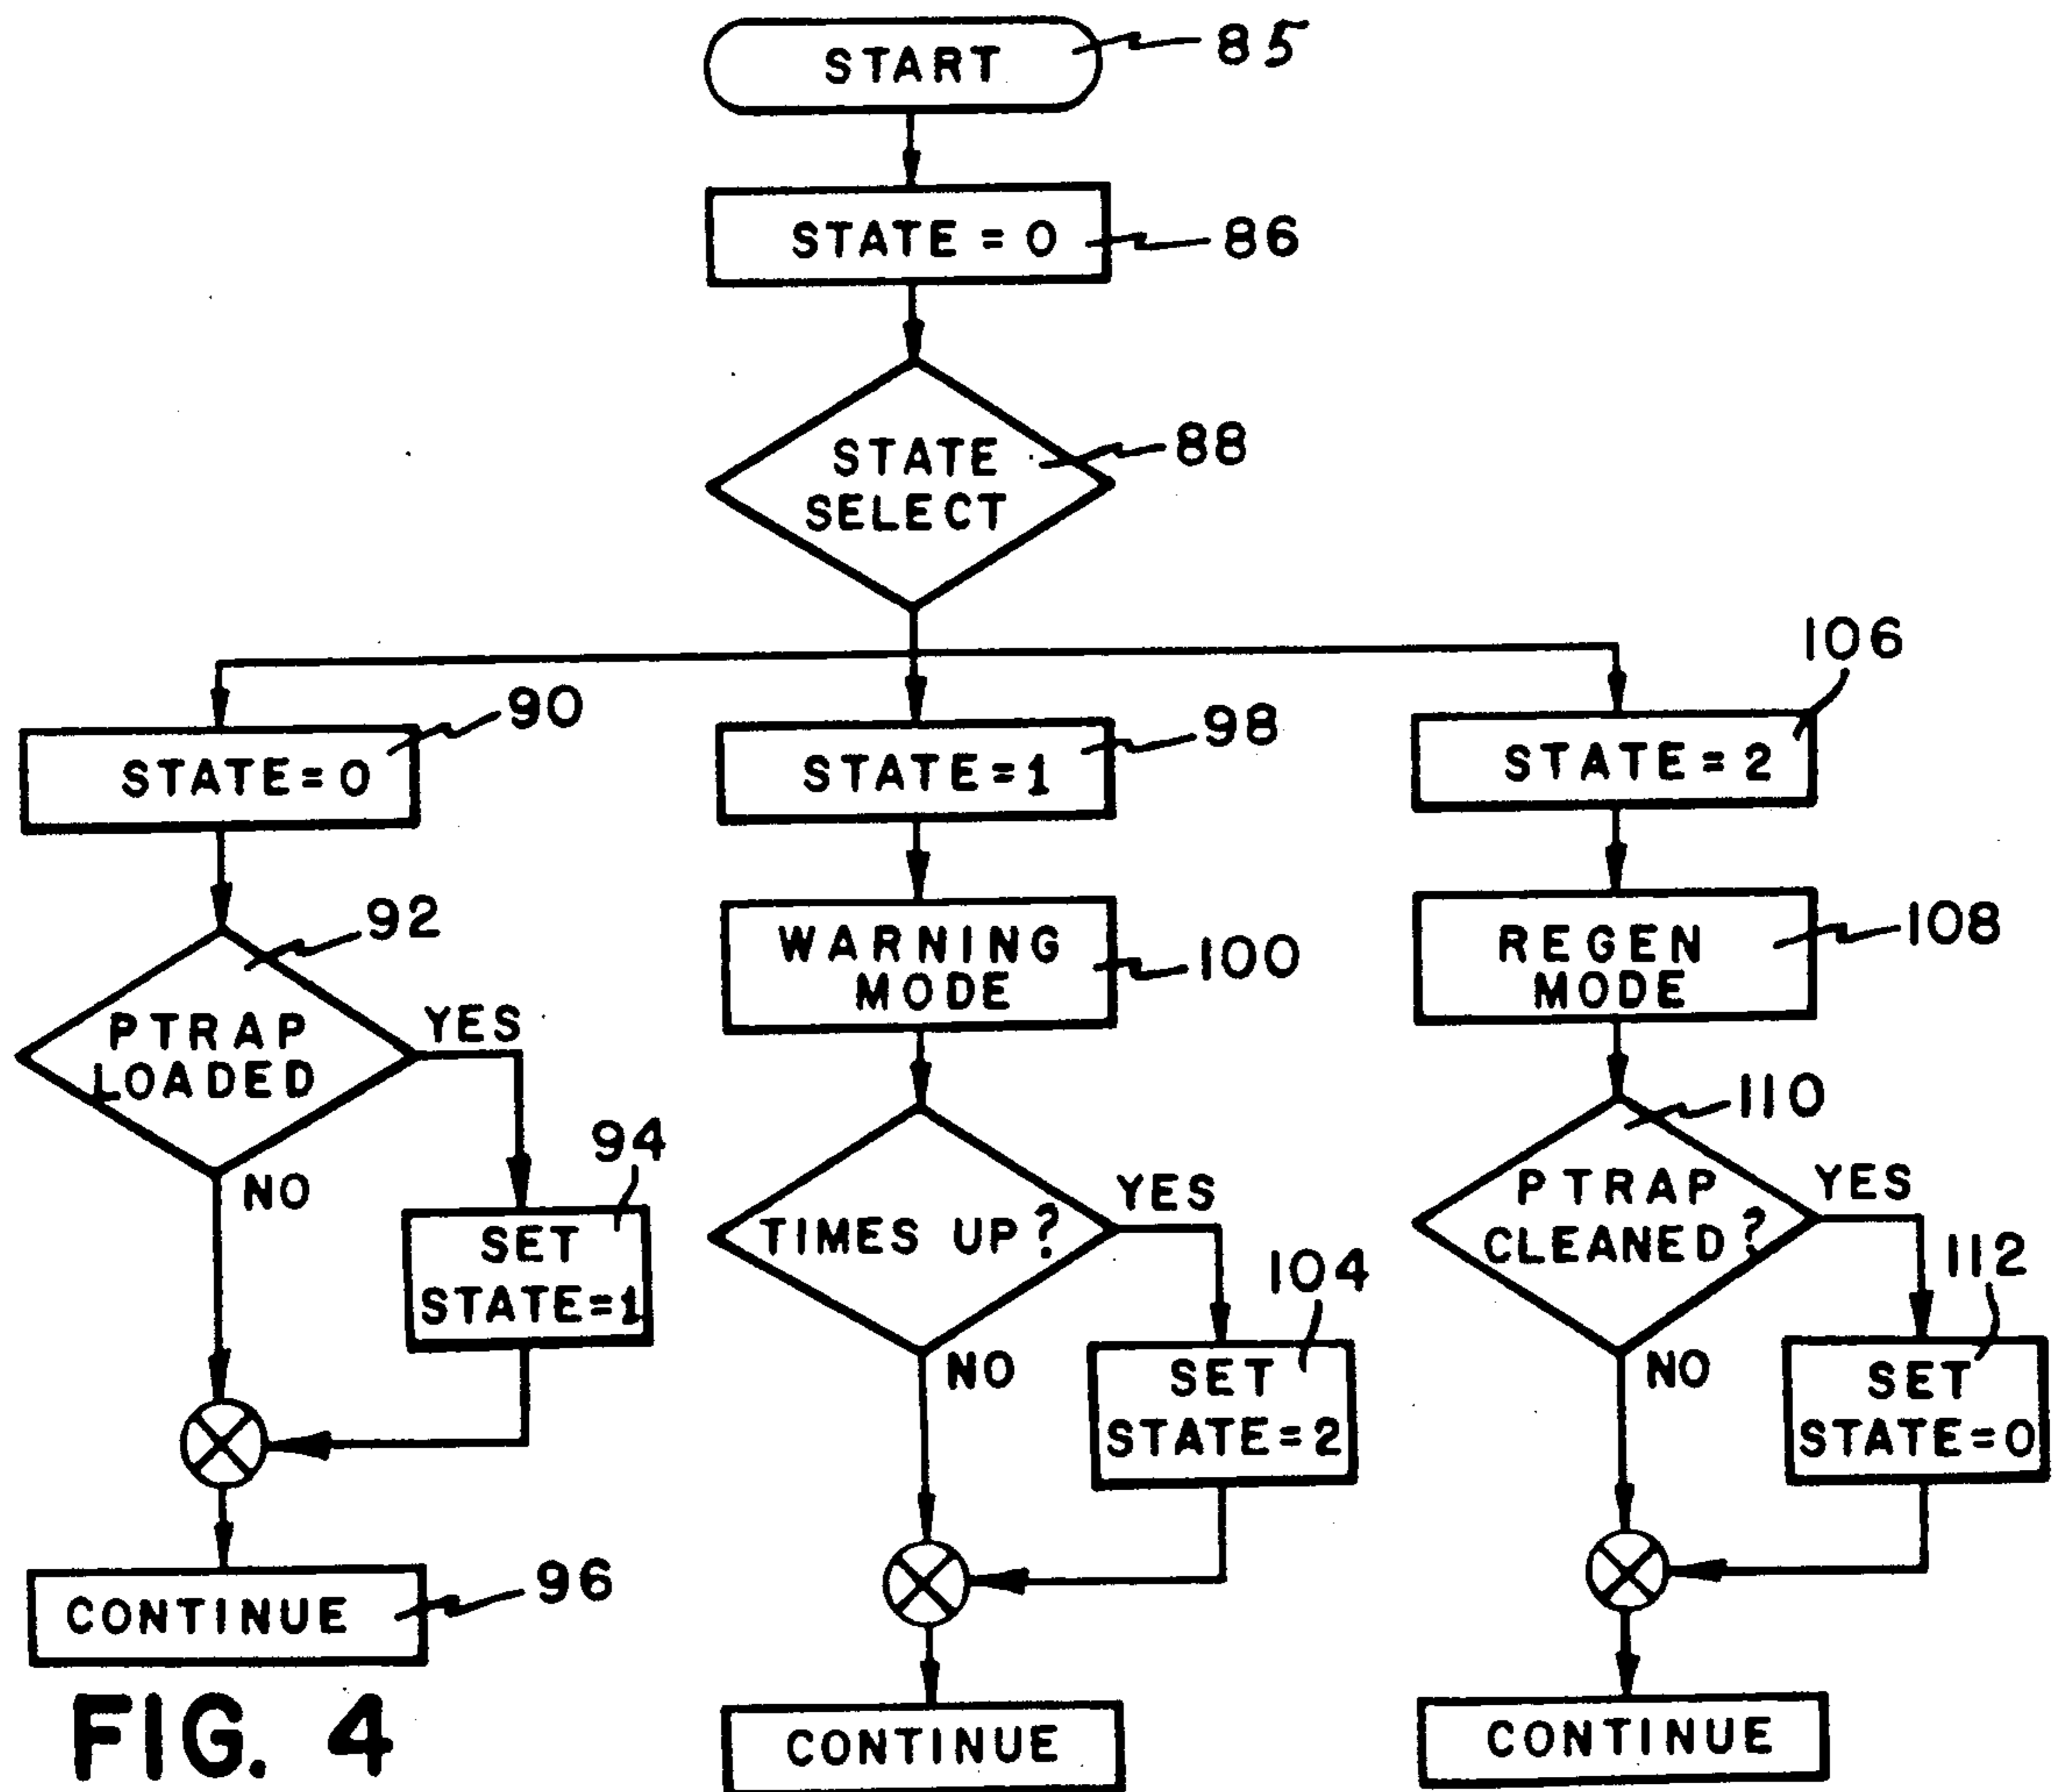 START
85
STATE = 0
86
STATE
SELECT
88
90
STATE=0
98
STATE=1
106
STATE=2
92
PTRAP
LOADED
YES
NO
94
SET
STATE=1
CONTINUE
96
WARNING
MODE
100
TIMES UP?
YES
NO
104
SET
STATE=2
CONTINUE
REGEN
MODE
108
110
PTRAP
CLEANED?
YES
NO
112
SET
STATE=0
CONTINUE
FIG. 4